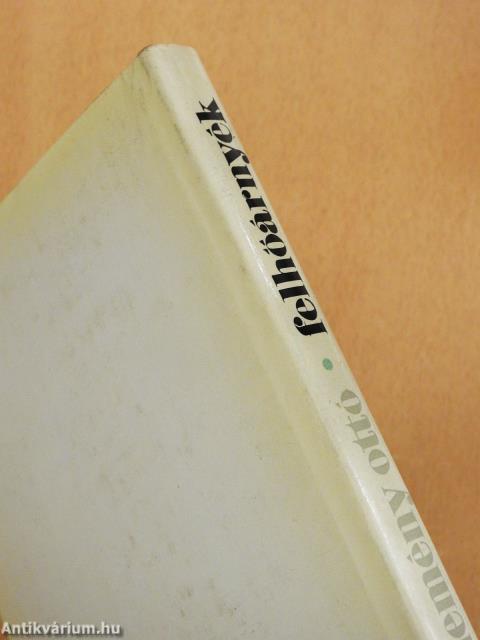 emény ottó • felhőárnyék
Antikvárium.hu